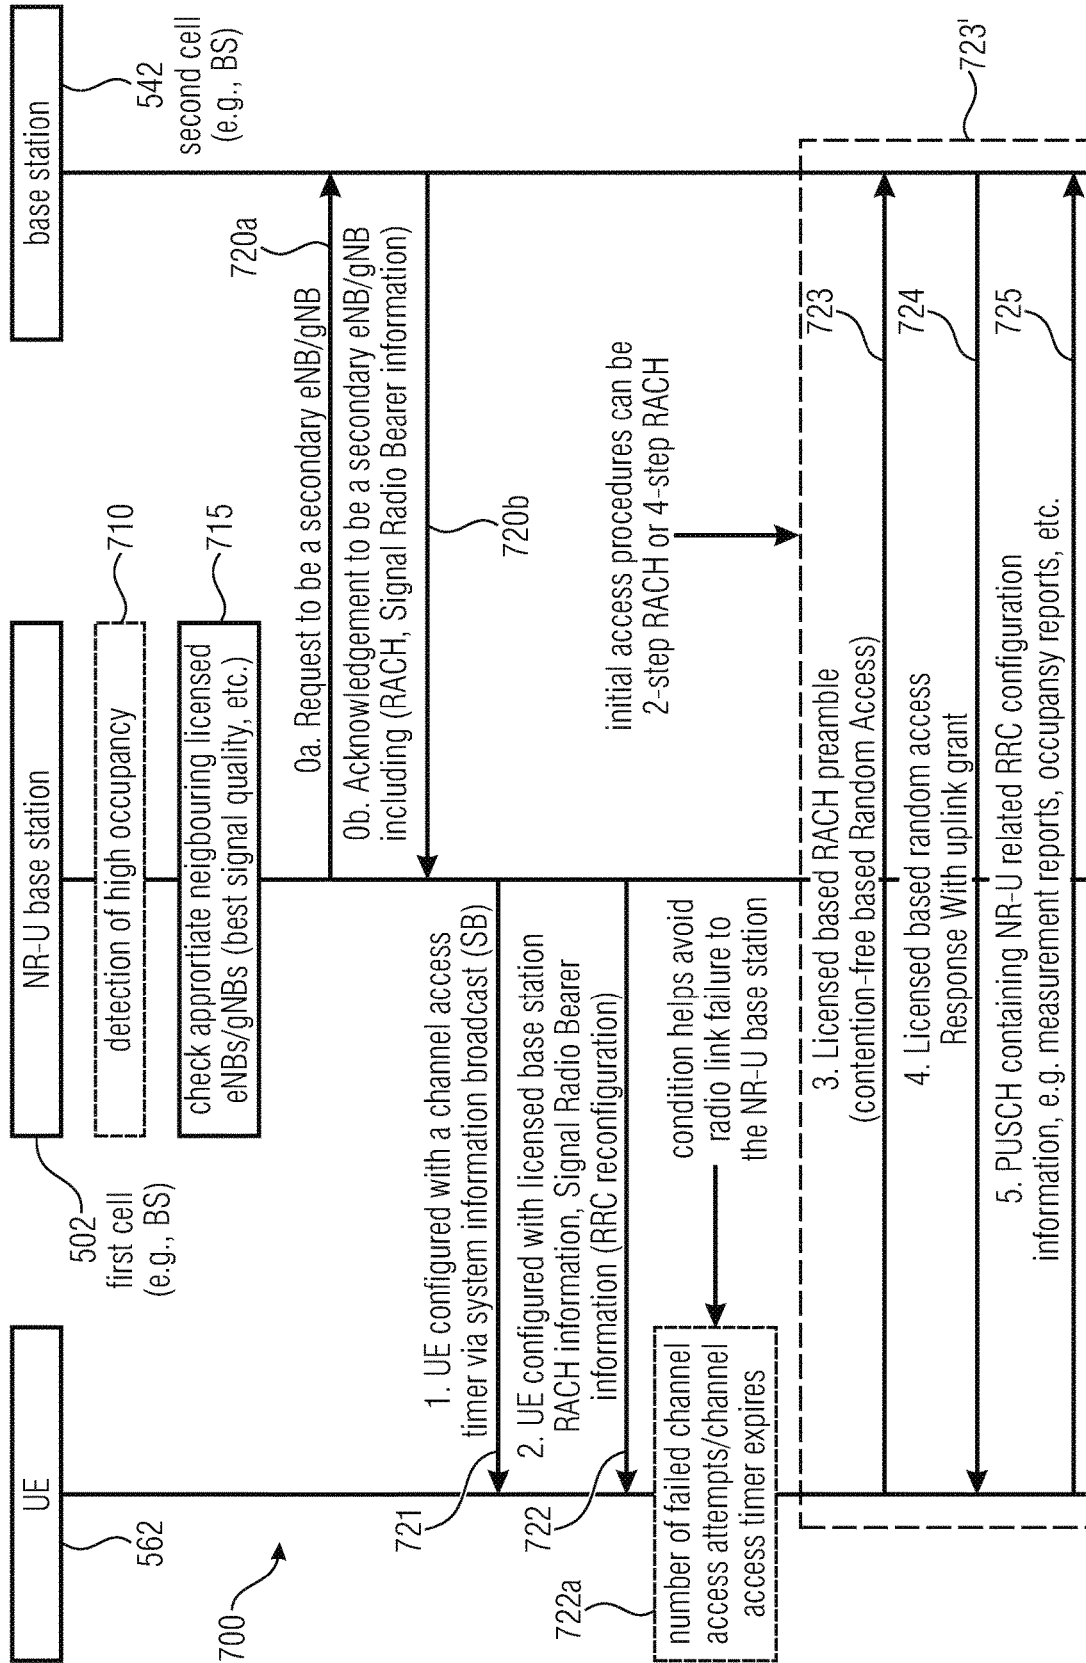 UE
562
700
NR-U base station
502
first cell
(e.g., BS)
base station
542
second cell
(e.g., BS)
detection of high occupancy
710
check approrтiate neigbouring licensed
eNBs/gNBs (best signal quality, etc.)
715
0a. Request to be a secondary eNB/gNB
720a
0b. Acknowledgement to be a secondary eNB/gNB
including (RACH, Signal Radio Bearer information)
720b
1. UE configured with a channel access
timer via system information broadcast (SB)
721
2. UE configured with licensed base station
RACH information, Signal Radio Bearer
information (RRC reconfiguration)
722
number of failed channel
access attempts/channel
access timer expires
722a
condition helps avoid
radio link failure to
the NR-U base station
initial access procedures can be
2-step RACH or 4-step RACH
723'
3. Licensed based RACH preamble
(contention-free based Random Access)
723
4. Licensed based random access
Response With uplink grant
724
5. PUSCH containing NR-U related RRC configuration
information, e.g. measurement reports, occupansy reports, etc.
725